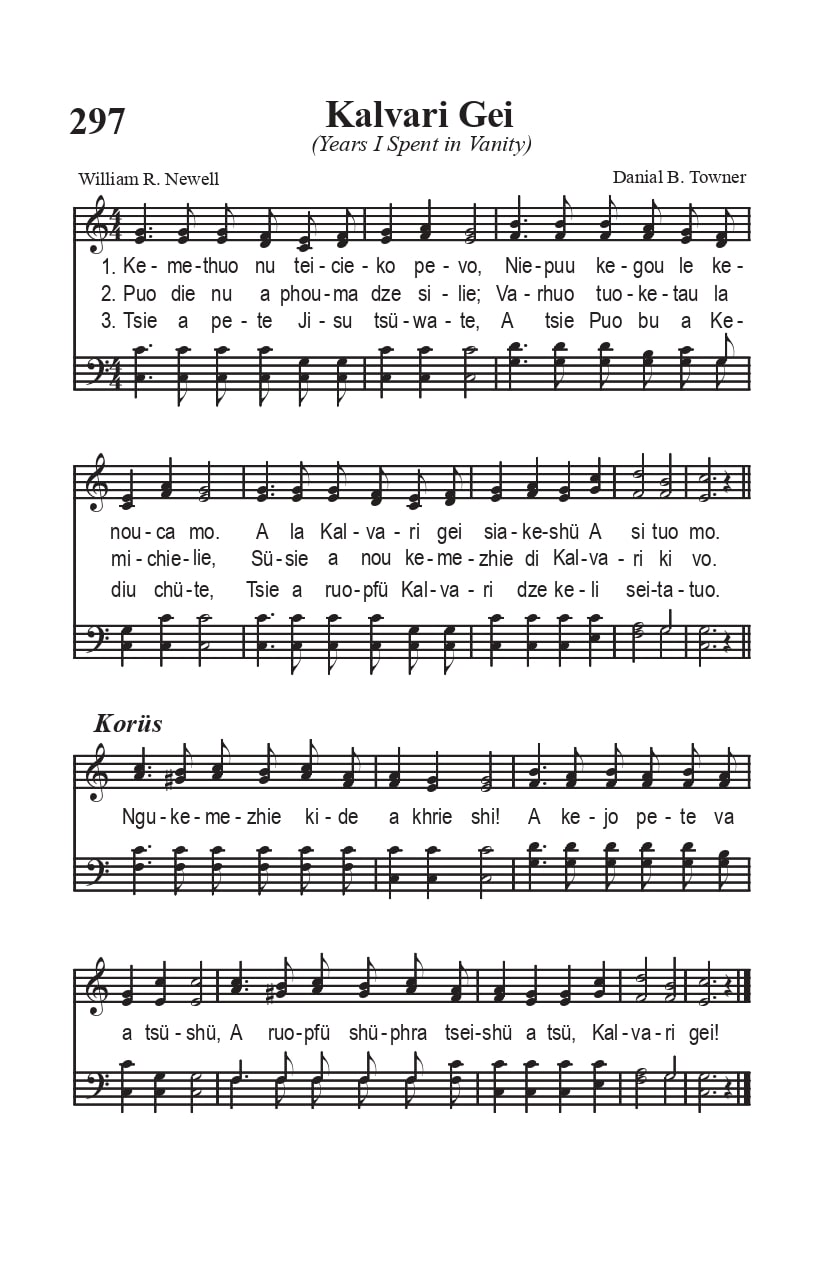 297
Kalvari Gei
(Years I Spent in Vanity)
William R. Newell
Danial B. Towner
1. Ke- me-thuo nu tei-cie-ko pe-vo, Nie-puu ke-gou le ke-
2. Puo die nu a phou-ma dze si-lie; Va-rhuo tuo-ke-tau la
3. Tsie a pe-te Ji-su tsü-wa-te, A tsie Puo bu a Ke-
nou-ca mo. A la Kal-va-ri gei sia-ke-shü A si tuo mo.
mi-chie-lie, Sü-sie a nou ke-me-zhie di Kal-va-ri ki vo.
diu chü-te, Tsie a ruo-pfü Kal-va-ri dze ke-li sei-ta-tuo.
Korüs
Ngu-ke-me-zhie ki-de a khrie shi! A ke-jo pe-te va
a tsü-shü, A ruo-pfü shü-phra tsei-shü a tsü, Kal-va-ri gei!